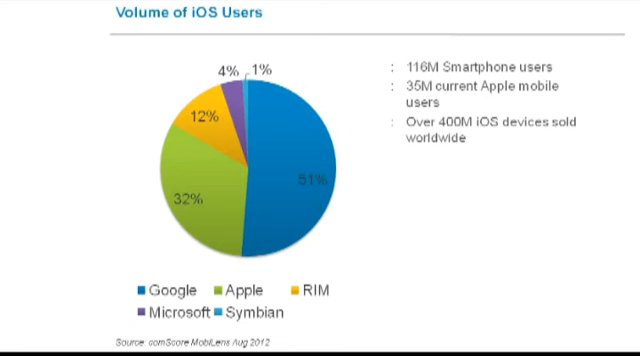 Volume of iOS Users
4% 1%
12%
51%
32%
: 116M Smartphone users
: 35M current Apple mobile
users
: Over 400M iOS devices sold
worldwide
Google Apple RIM
Microsoft Symbian
Source: comScore MobiLens Aug 2012